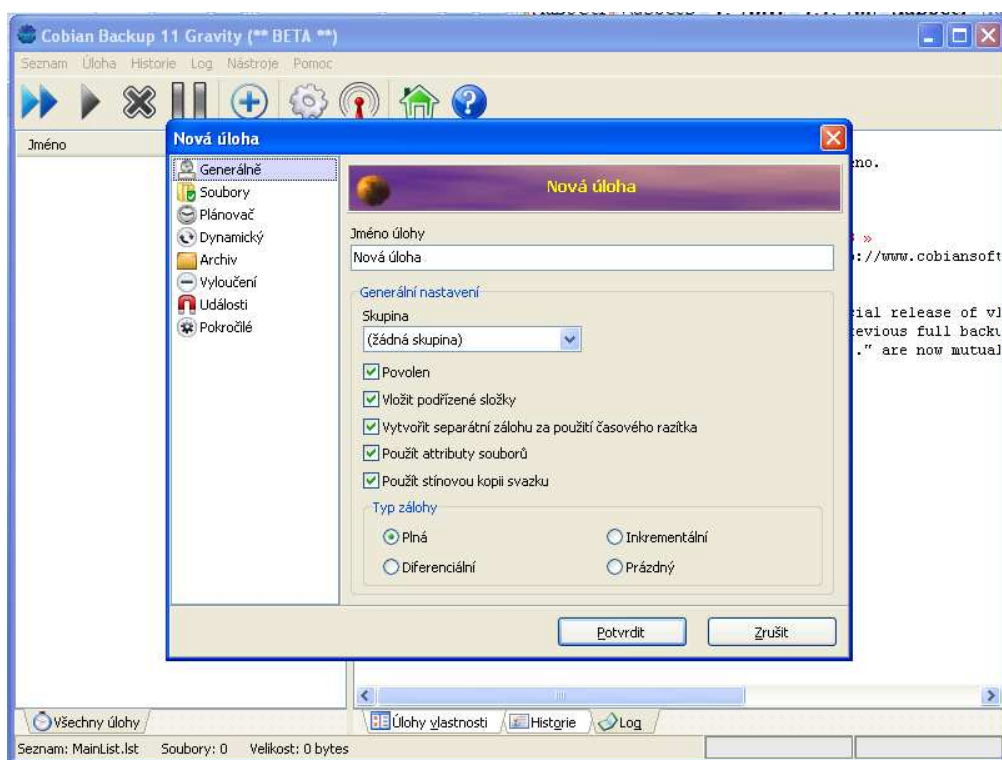 Cobian Backup 11 Gravity (** BETA **)
Seznam Úloha Historie Log Nástroje Pomoc
Jméno
Nová úloha
Generálně
Soubory
Plánovač
Dynamický
Archiv
Vyloučení
Události
Pokročilé
Nová úloha
Jméno úlohy
Nová úloha
Generální nastavení
Skupina
(žádná skupina)
Povolen
Vložit podřízené složky
Vytvořit separátní zálohu za použití časového razítka
Použít attributy souborů
Použít stínovou kopii svazku
Typ zálohy
Plná Inkrementální
Diferenciální Prázdný
Potvrdit Zrušit
eno.
»
://www.cobiansoft
cial release of vl
evious full backu
." are now mutual
Všechny úlohy
Úlohy vlastnosti Historie Log
Seznam: MainList.lst Soubory: 0 Velikost: 0 bytes